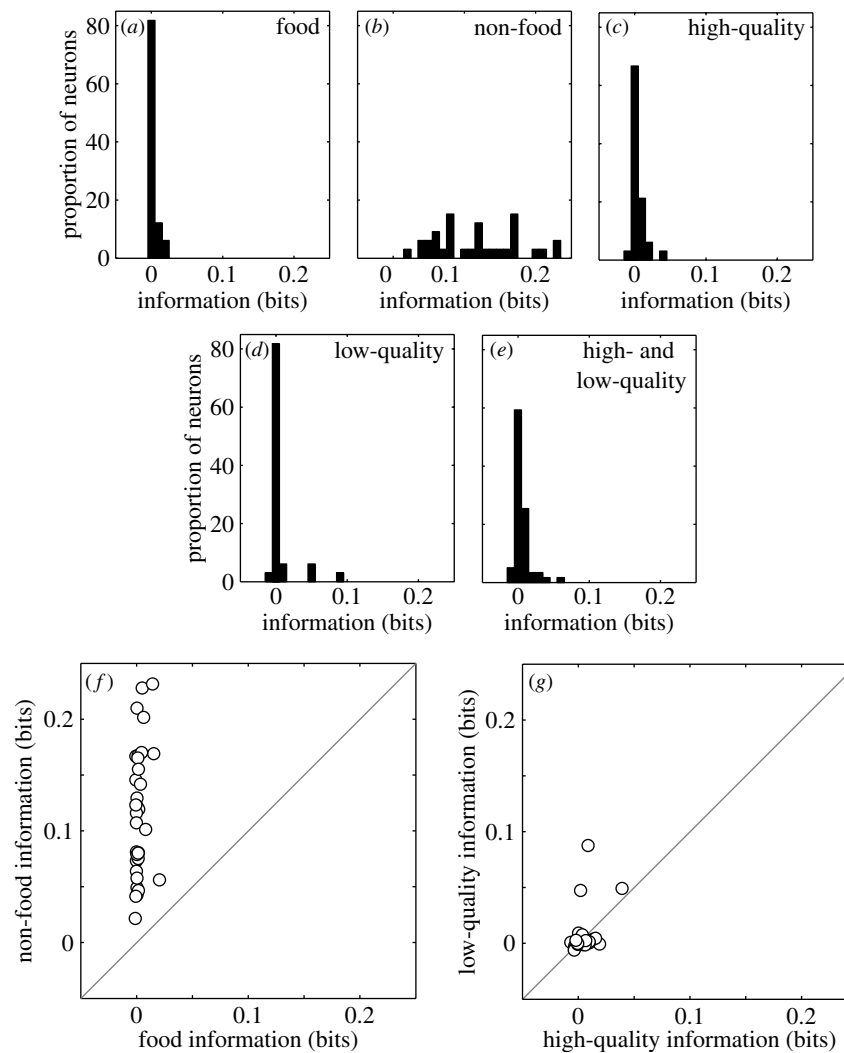 (a) food
(b) non-food
(c) high-quality
80
60
40
20
0
proportion of neurons
0 0.1 0.2
0 0.1 0.2
0 0.1 0.2
information (bits)
information (bits)
information (bits)
(d) low-quality
(e) high- and
low-quality
80
60
40
20
0
proportion of neurons
0 0.1 0.2
0 0.1 0.2
information (bits)
information (bits)
(f)
0.2
0.1
0
non-food information (bits)
0 0.1 0.2
food information (bits)
(g)
0.2
0.1
0
low-quality information (bits)
0 0.1 0.2
high-quality information (bits)